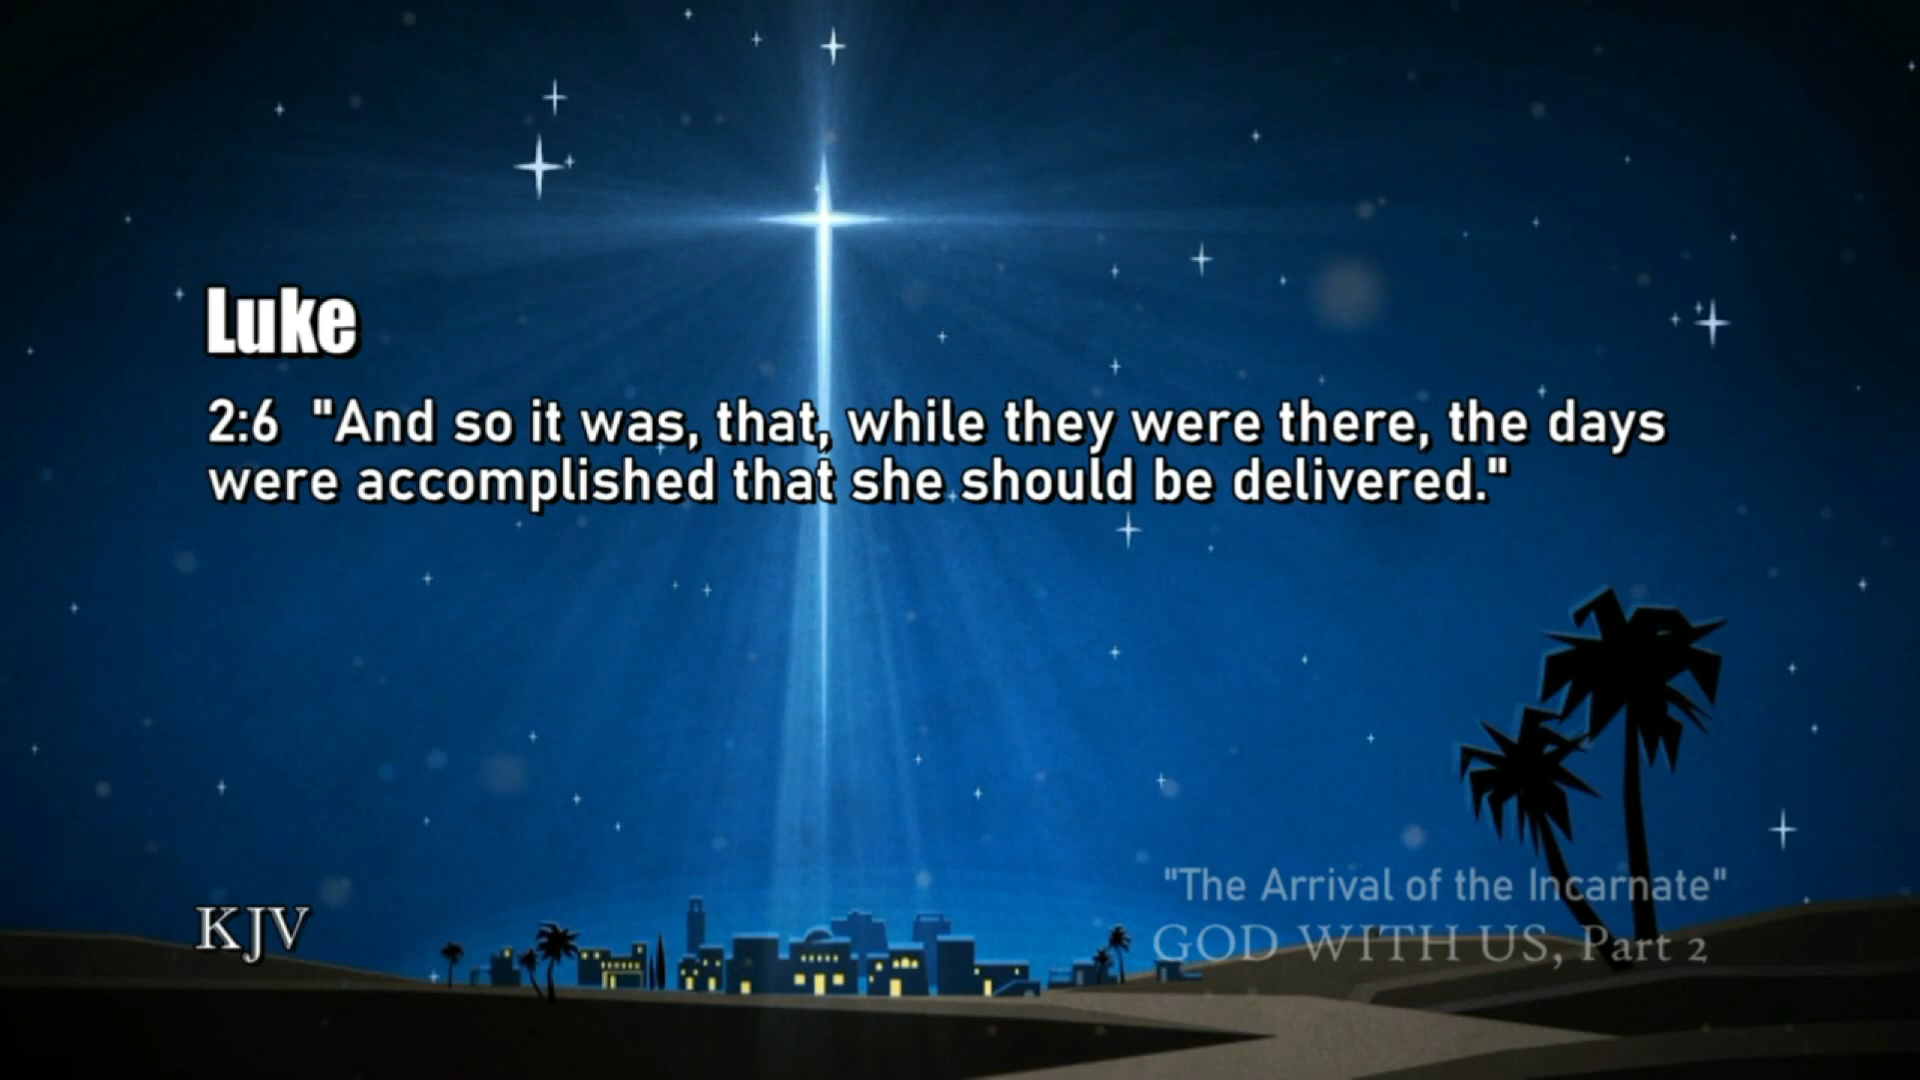 Luke
2:6 "And so it was, that, while they were there, the days
were accomplished that she should be delivered."
"The Arrival of the Incarnate"
GOD WITH US, Part 2
KJV